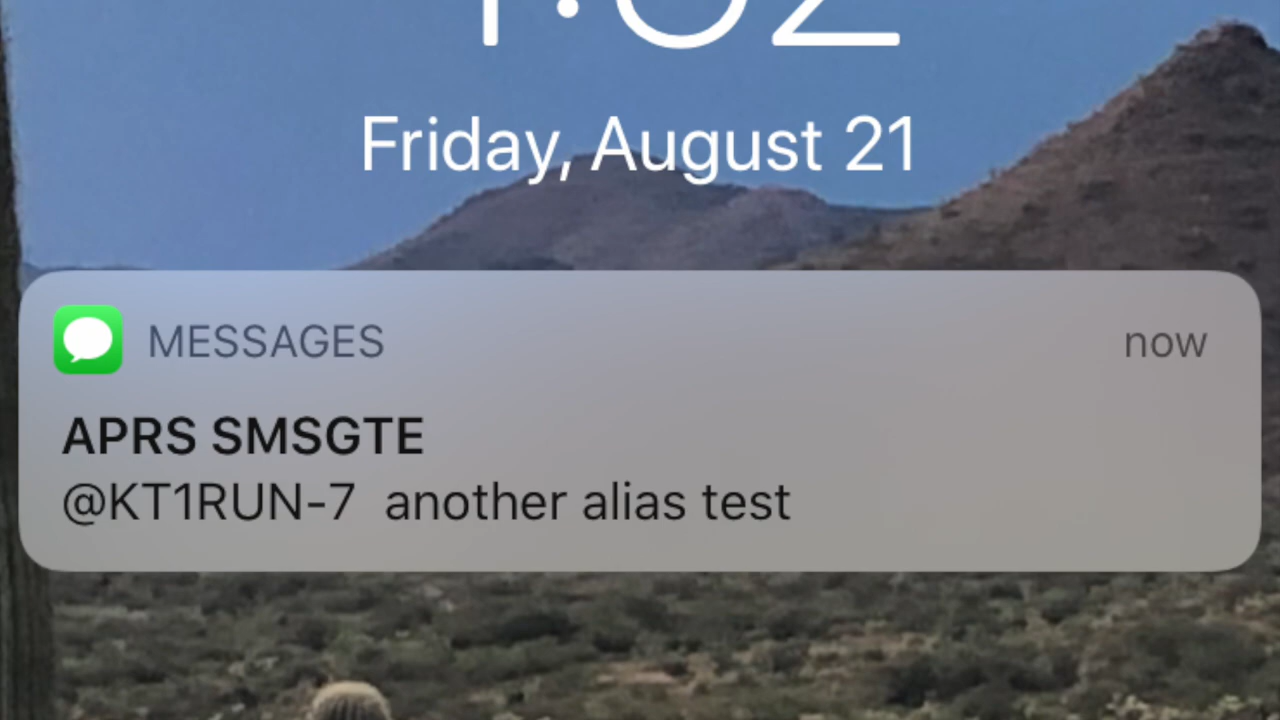 Friday, August 21
MESSAGES
now
APRS SMSGTE
@KT1RUN-7 another alias test